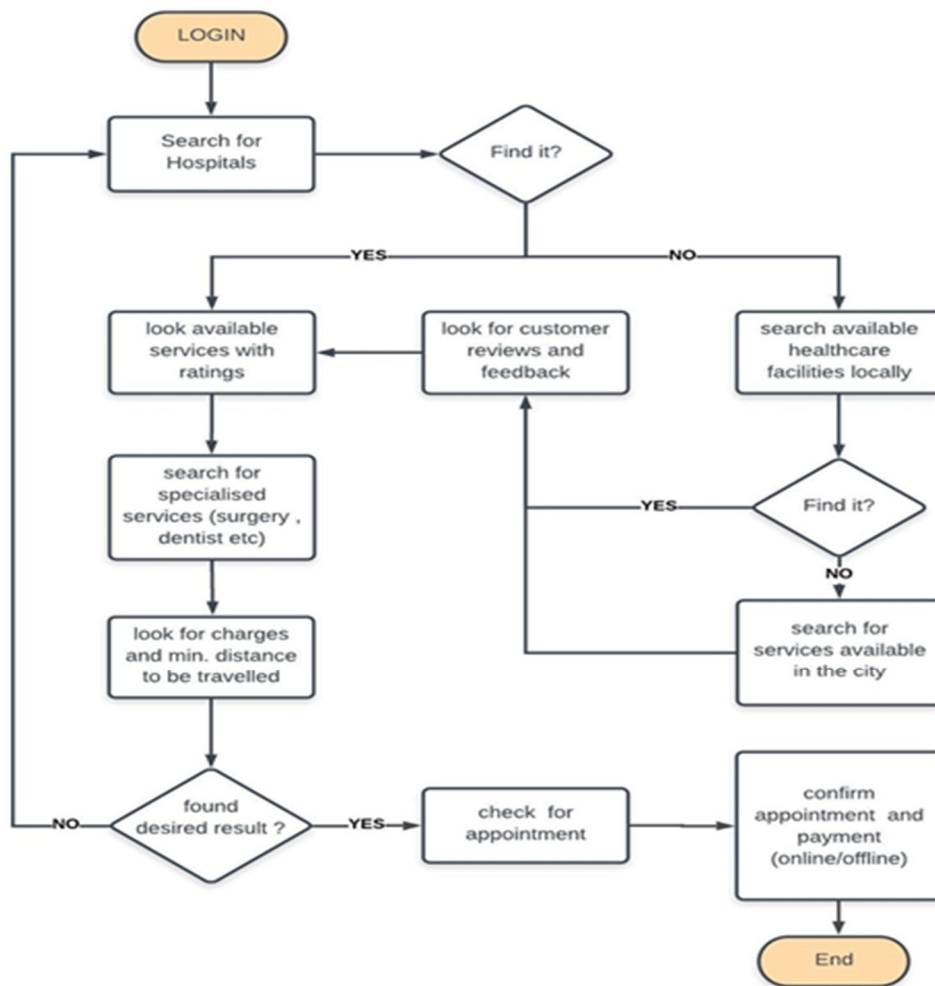 LOGIN
Search for
Hospitals
Find it?
YES
NO
look available
services with
ratings
look for customer
reviews and
feedback
search available
healthcare
facilities locally
search for
specialised
services (surgery ,
dentist etc)
YES
Find it?
NO
look for charges
and min. distance
to be travelled
search for
services available
in the city
found
desired result ?
NO
YES
check for
appointment
confirm
appointment and
payment
(online/offline)
End